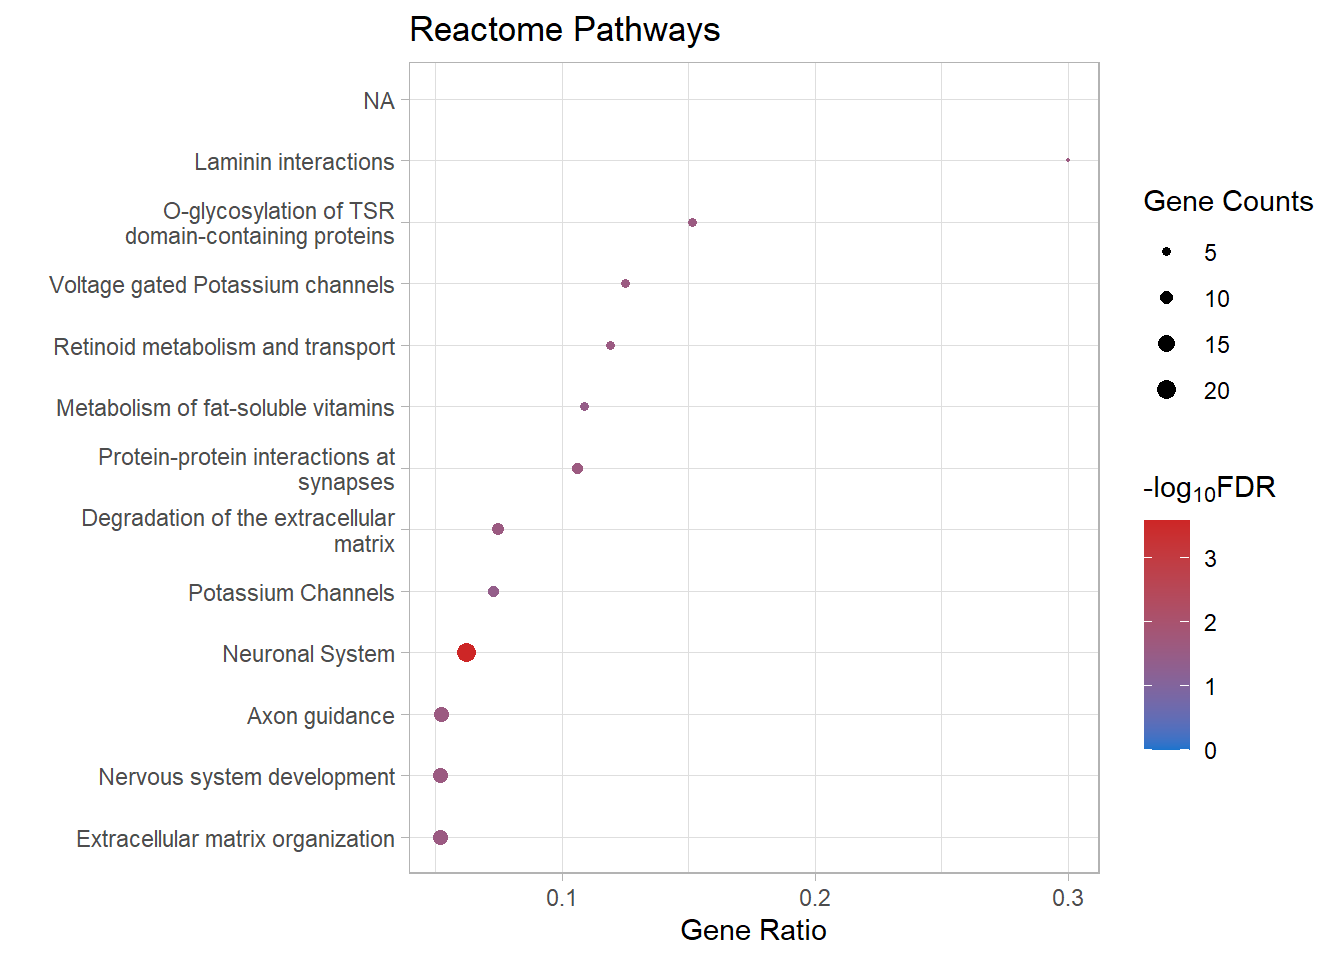 Reactome Pathways
NA
Laminin interactions
O-glycosylation of TSR
domain-containing proteins
Voltage gated Potassium channels
Retinoid metabolism and transport
Metabolism of fat-soluble vitamins
Protein-protein interactions at
synapses
Degradation of the extracellular
matrix
Potassium Channels
Neuronal System
Axon guidance
Nervous system development
Extracellular matrix organization
0.1
0.2
0.3
Gene Ratio
Gene Counts
5
10
15
20
-log10FDR
3
2
1
0